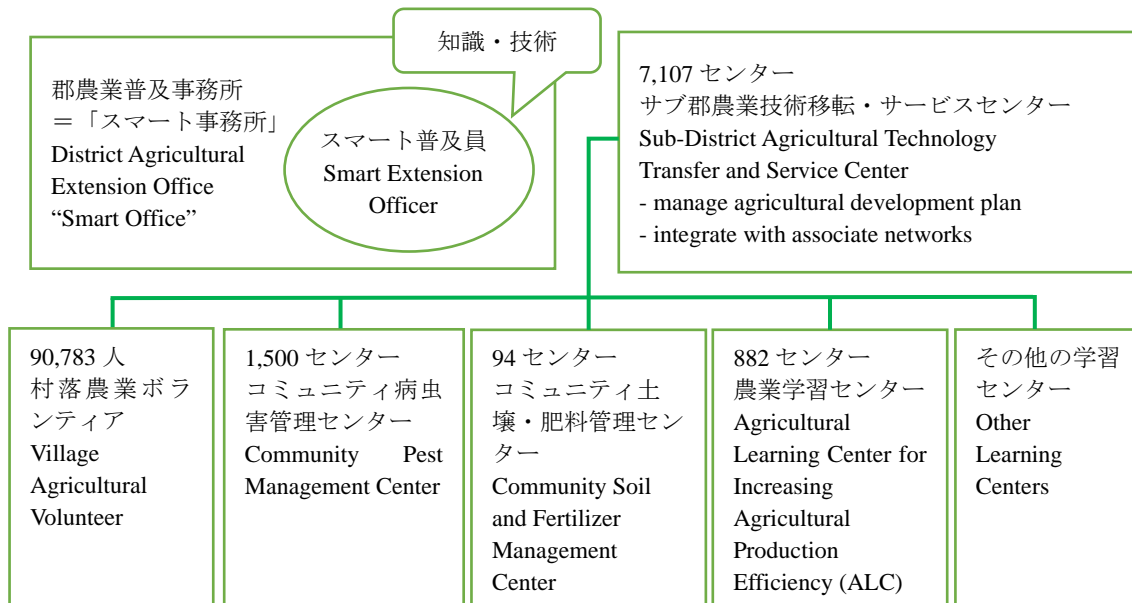 知識・技術
郡農業普及事務所
＝「スマート事務所」
District Agricultural
Extension Office
“Smart Office”
スマート普及員
Smart Extension
Officer
7,107 センター
サブ郡農業技術移転・サービスセンター
Sub-District Agricultural Technology
Transfer and Service Center
- manage agricultural development plan
- integrate with associate networks
90,783 人
村落農業ボラ
ンティア
Village
Agricultural
Volunteer
1,500 センター
コミュニティ病虫
害管理センター
Community Pest
Management Center
94 センター
コミュニティ土
壌・肥料管理セン
ター
Community Soil
and Fertilizer
Management
Center
882 センター
農業学習センター
Agricultural
Learning Center for
Increasing
Agricultural
Production
Efficiency (ALC)
その他の学習
センター
Other
Learning
Centers